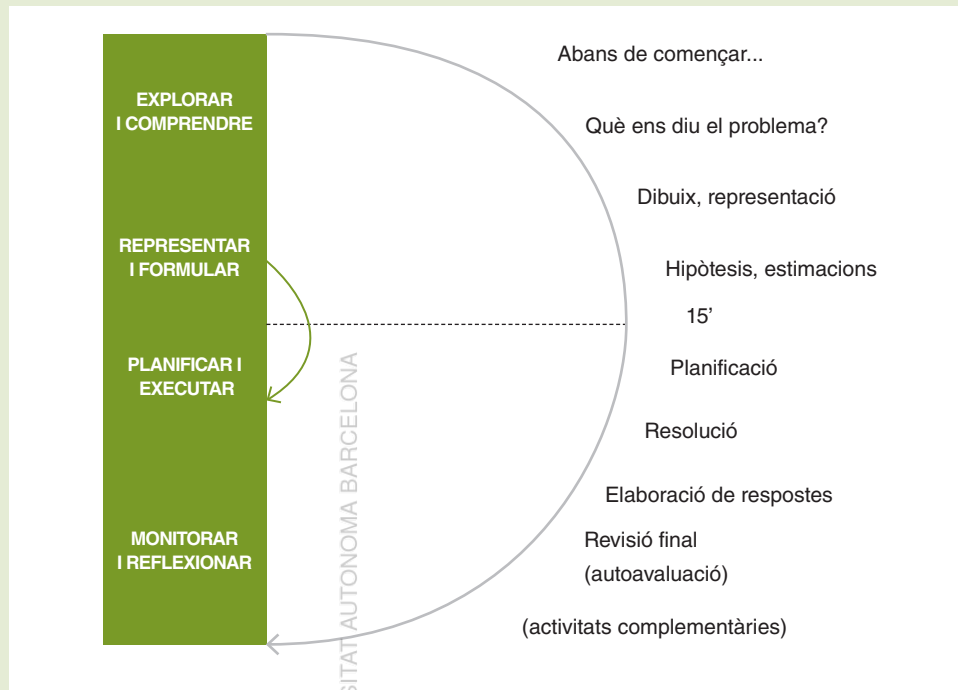 EXPLORAR
I COMPRENDRE
REPRESENTAR
I FORMULAR
PLANIFICAR I
EXECUTAR
MONITORAR
I REFLEXIONAR
Abans de començar...
Què ens diu el problema?
Dibuix, representació
Hipòtesis, estimacions
15’
Planificació
Resolució
Elaboració de respostes
Revisió final
(autoavaluació)
(activitats complementàries)
SITAT AUTONOMA BARCELONA